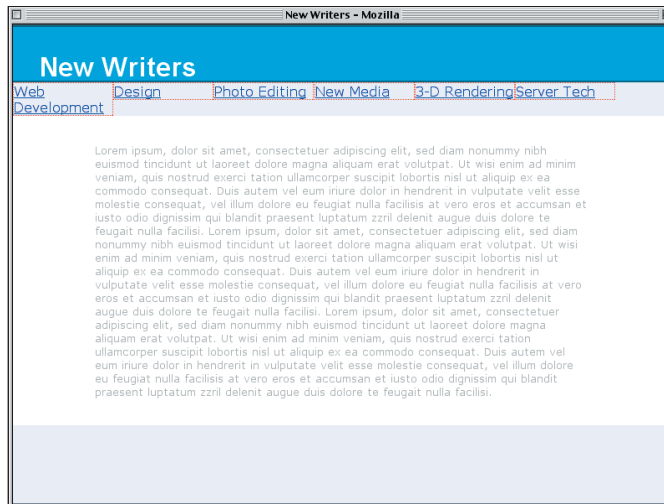 New Writers - Mozilla
New Writers
Web Development Design Photo Editing New Media 3-D Rendering Server Tech
Lorem ipsum, dolor sit amet, consectetuer adipiscing elit, sed diam nonummy nibh
euismod tincidunt ut laoreet dolore magna aliquam erat volutpat. Ut wisi enim ad minim
veniam, quis nostrud exerci tation ullamcorper suscipit lobortis nisl ut aliquip ex ea
commodo consequat. Duis autem vel eum iriure dolor in hendrerit in vulputate velit esse
molestie consequat, vel illum dolore eu feugiat nulla facilisis at vero eros et accumsan et
iusto odio dignissim qui blandit praesent luptatum zzril delenit augue duis dolore te
feugait nulla facilisi. Lorem ipsum, dolor sit amet, consectetuer adipiscing elit, sed diam
nonummy nibh euismod tincidunt ut laoreet dolore magna aliquam erat volutpat. Ut wisi
enim ad minim veniam, quis nostrud exerci tation ullamcorper suscipit lobortis nisl ut
aliquip ex ea commodo consequat. Duis autem vel eum iriure dolor in hendrerit in
vulputate velit esse molestie consequat, vel illum dolore eu feugiat nulla facilisis at vero
eros et accumsan et iusto odio dignissim qui blandit praesent luptatum zzril delenit
augue duis dolore te feugait nulla facilisi. Lorem ipsum, dolor sit amet, consectetuer
adipiscing elit, sed diam nonummy nibh euismod tincidunt ut laoreet dolore magna
aliquam erat volutpat. Ut wisi enim ad minim veniam, quis nostrud exerci tation
ullamcorper suscipit lobortis nisl ut aliquip ex ea commodo consequat. Duis autem vel
eum iriure dolor in hendrerit in vulputate velit esse molestie consequat, vel illum dolore
eu feugiat nulla facilisis at vero eros et accumsan et iusto odio dignissim qui blandit
praesent luptatum zzril delenit augue duis dolore te feugait nulla facilisi.